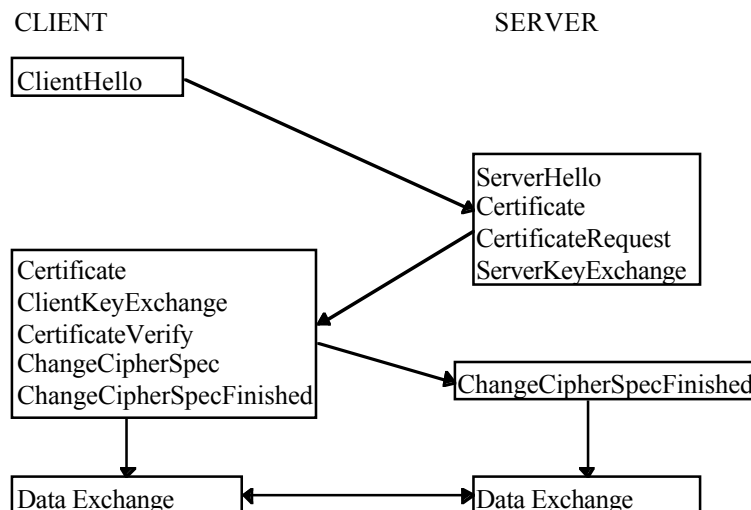 CLIENT
SERVER
ClientHello
ServerHello
Certificate
CertificateRequest
ServerKeyExchange
Certificate
ClientKeyExchange
CertificateVerify
ChangeCipherSpec
ChangeCipherSpecFinished
ChangeCipherSpecFinished
Data Exchange
Data Exchange